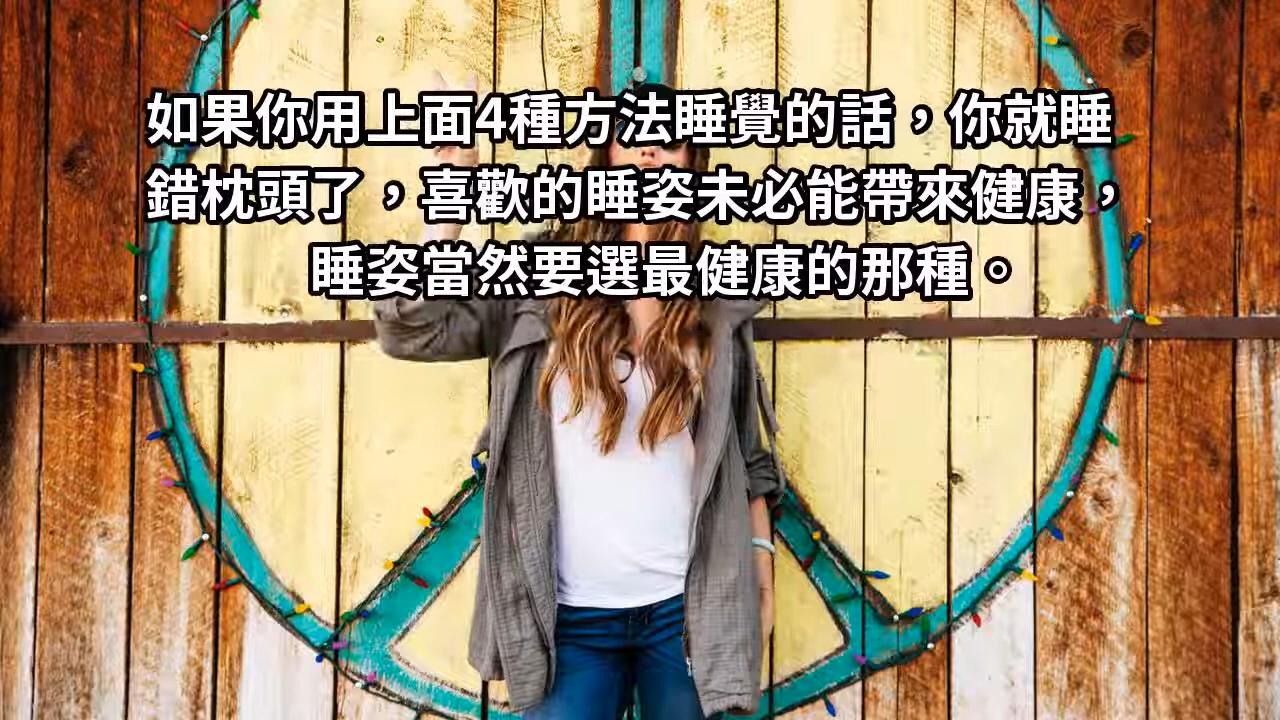 如果你用上面4種方法睡覺的話，你就睡
錯枕頭了，喜歡的睡姿未必能帶來健康，
睡姿當然要選最健康的那種。